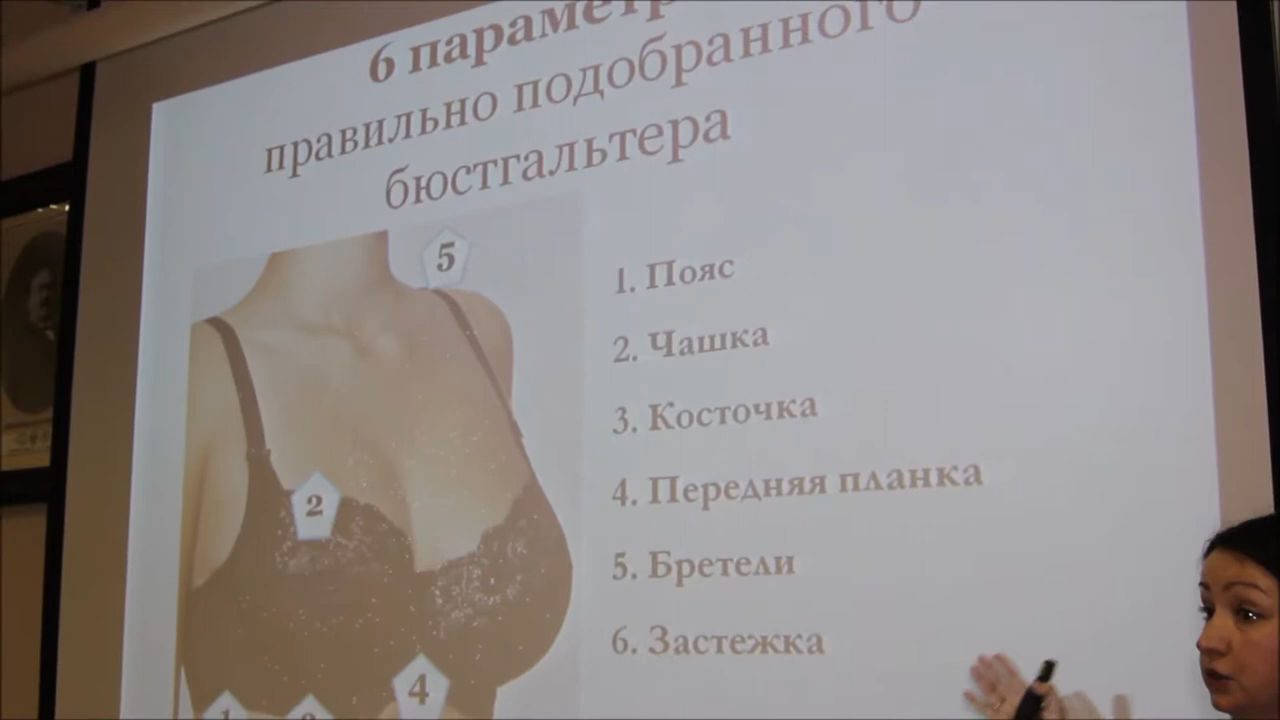 6
правильно подобранного
бюстгальтера
5
1. Пояс
2. Чашка
3. Косточка
2
4. Передняя планка
5. Бретели
6. Застежка
4